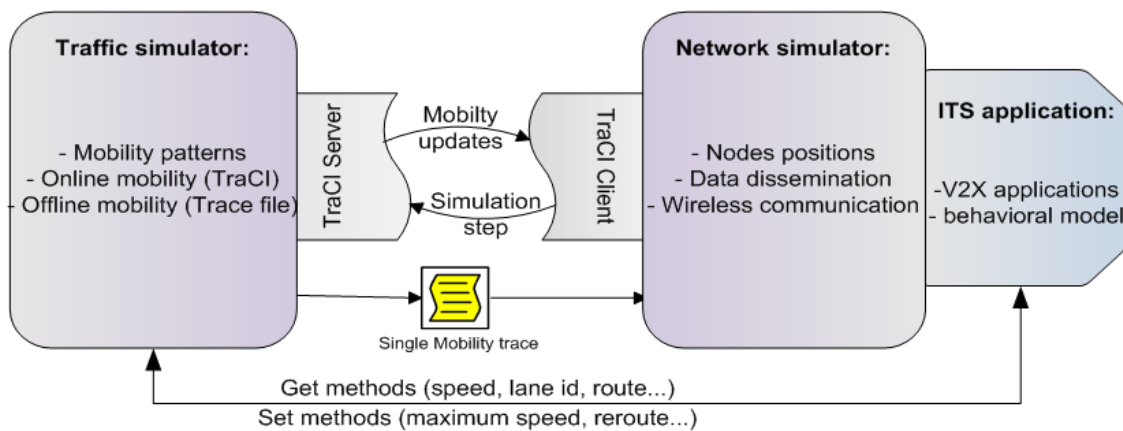 Traffic simulator:
- Mobility patterns
- Online mobility (TraCI)
- Offline mobility (Trace file)
TraCI Server
Mobilty
updates
Simulation
step
TraCI Client
Network simulator:
- Nodes positions
- Data dissemination
- Wireless communication
ITS application:
-V2X applications
- behavioral model
Single Mobility trace
Get methods (speed, lane id, route...)
Set methods (maximum speed, reroute...)